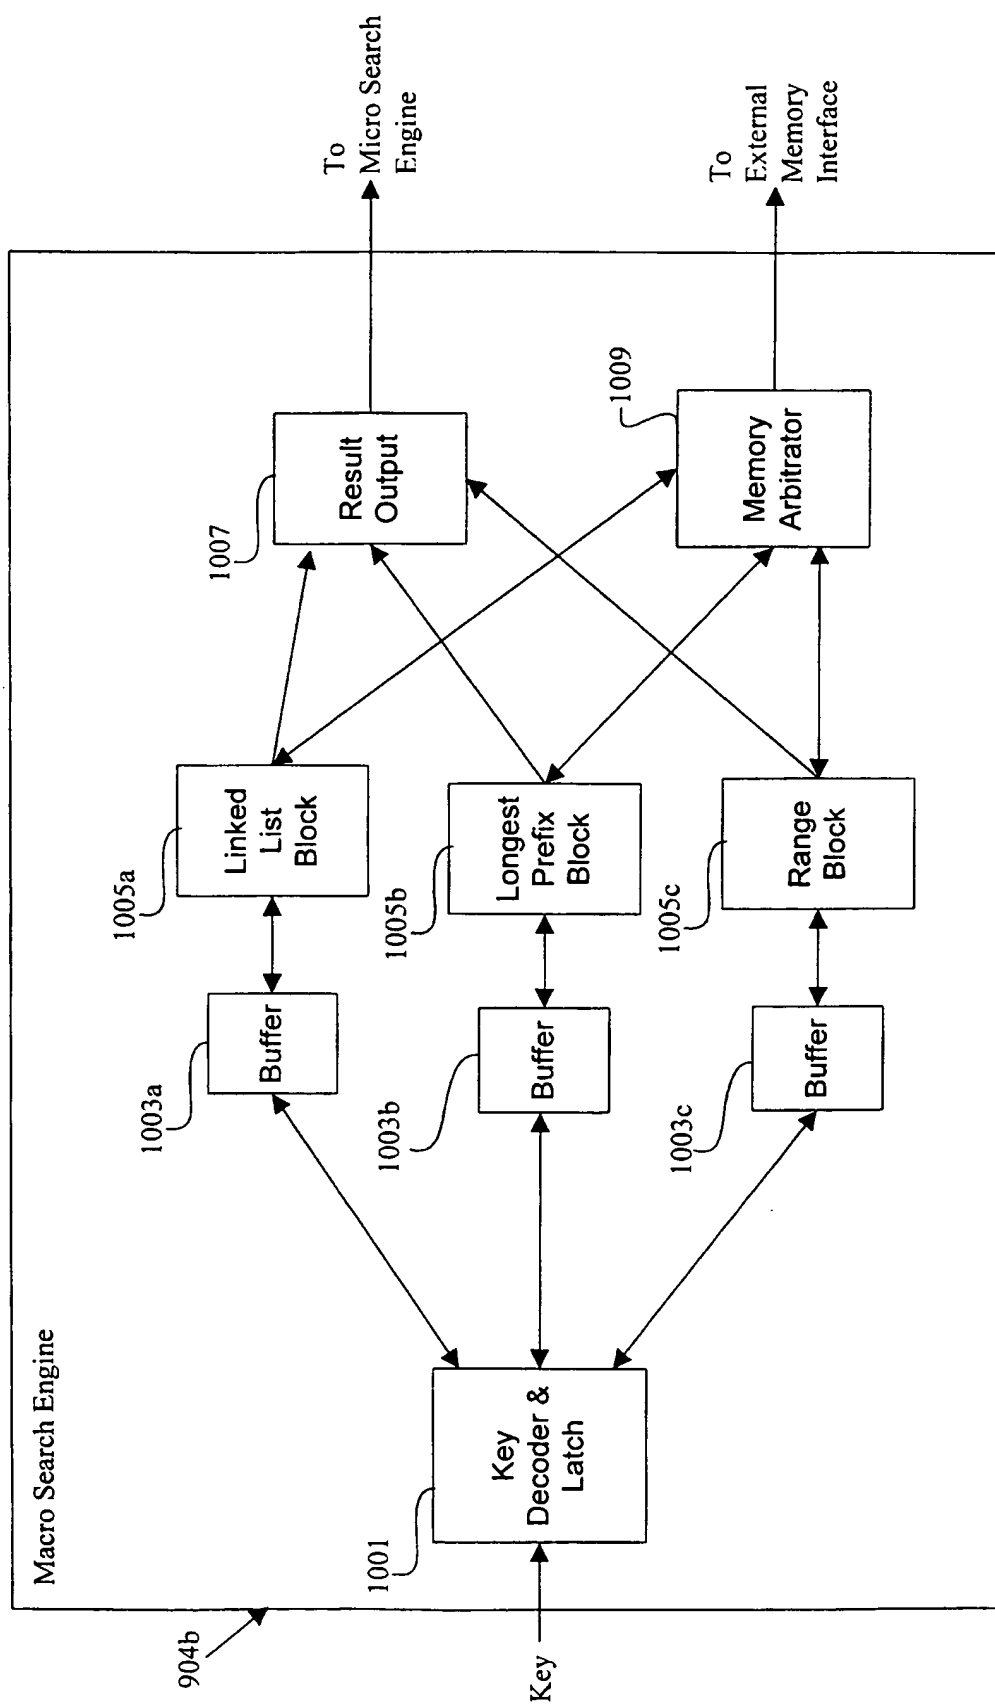 Macro Search Engine
904b
Key
1001
Key
Decoder &
Latch
1003a
Buffer
1003b
Buffer
1003c
Buffer
1005a
Linked
List
Block
1005b
Longest
Prefix
Block
1005c
Range
Block
1007
Result
Output
1009
Memory
Arbitrator
To
Micro Search
Engine
To
External
Memory
Interface